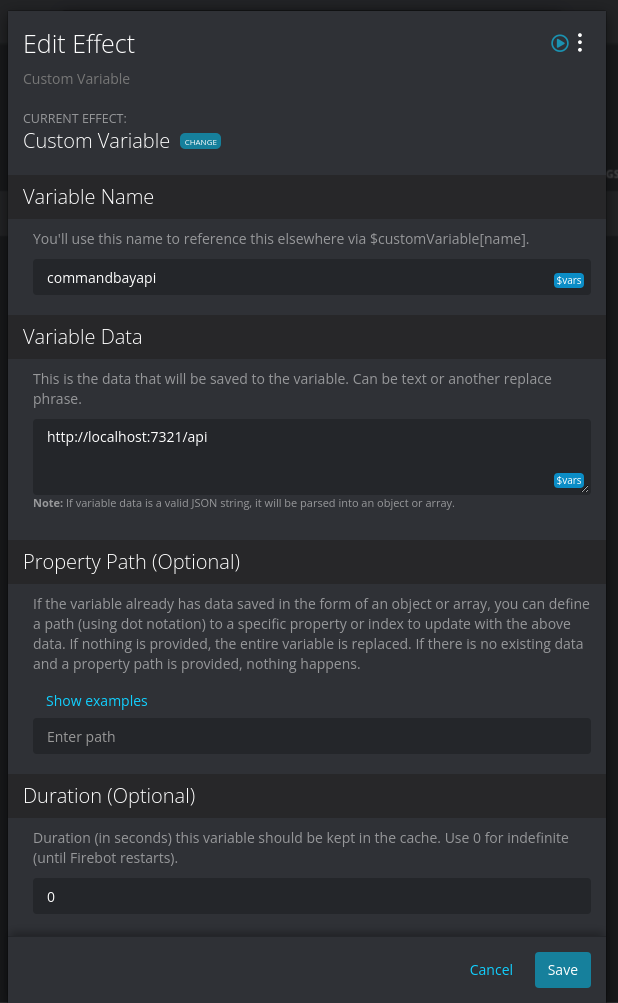 Edit Effect
Custom Variable
CURRENT EFFECT:
Custom Variable CHANGE
Variable Name
You'll use this name to reference this elsewhere via $customVariable[name].
commandbayapi
$vars
Variable Data
This is the data that will be saved to the variable. Can be text or another replace
phrase.
http://localhost:7321/api
$vars
Note: If variable data is a valid JSON string, it will be parsed into an object or array.
Property Path (Optional)
If the variable already has data saved in the form of an object or array, you can define
a path (using dot notation) to a specific property or index to update with the above
data. If nothing is provided, the entire variable is replaced. If there is no existing data
and a property path is provided, nothing happens.
Show examples
Enter path
Duration (Optional)
Duration (in seconds) this variable should be kept in the cache. Use 0 for indefinite
(until Firebot restarts).
0
Cancel
Save